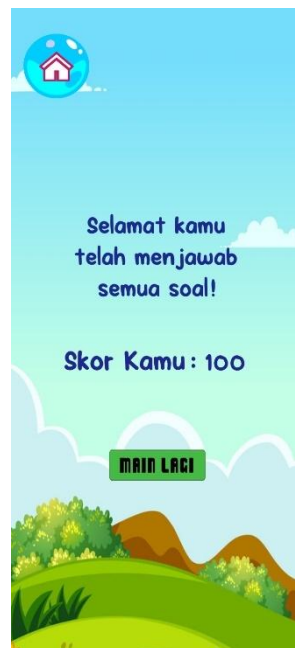 Selamat kamu
telah menjawab
semua soal!
Skor Kamu : 100
MAIN LAGI